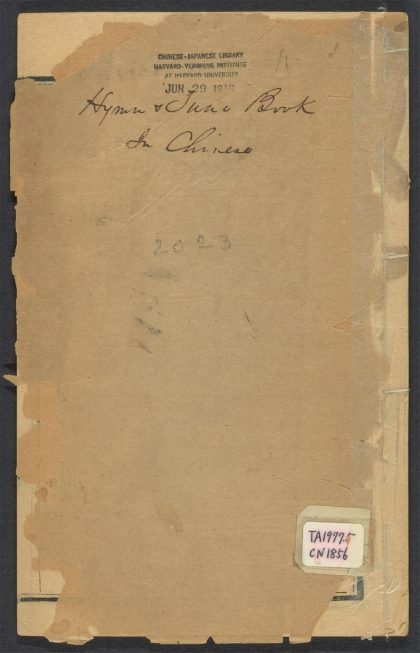 CHINESE-JAPANESE LIBRARY
HARVARD-YENCHING INSTITUTE
AT HARVARD UNIVERSITY
JUN 29
Hymn & Tune Book
In Chinese
2023
TA1977.5
CN1856